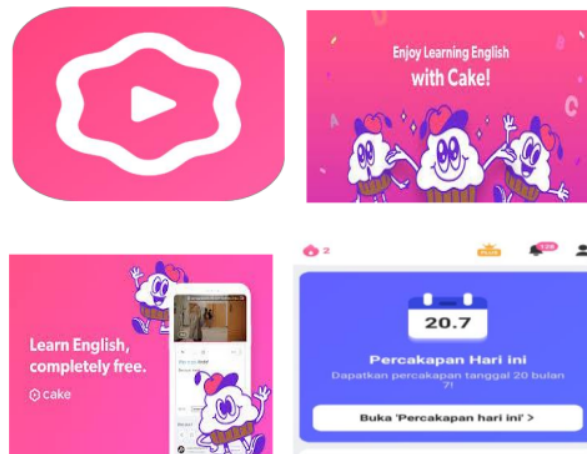 Enjoy Learning English
with Cake!
Learn English,
completely free.
cake
2
PLUS
20.7
Percakapan Hari ini
Dapatkan percakapan tanggal 20 bulan
7!
Buka 'Percakapan hari ini' >